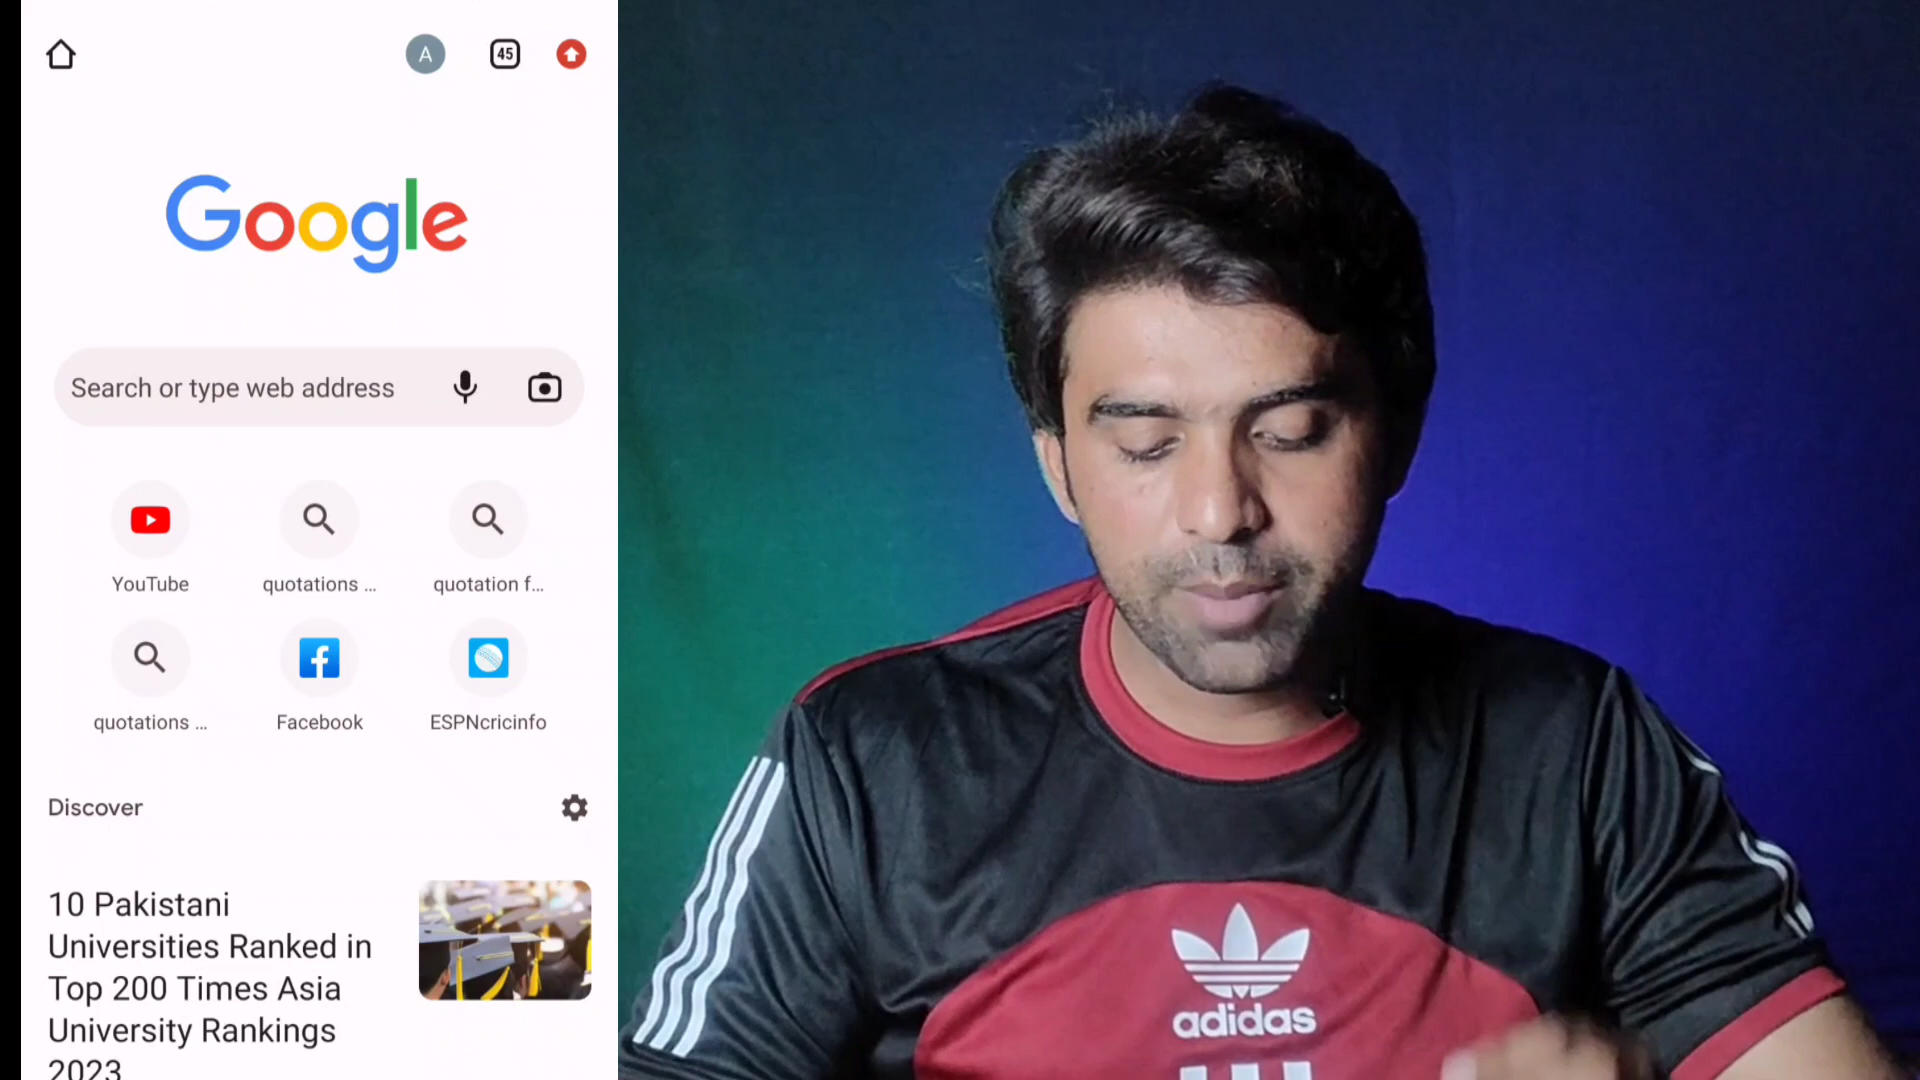 A
45
Google
Search or type web address
YouTube
quotations ...
quotation f...
quotations ...
Facebook
ESPNcricinfo
Discover
10 Pakistani
Universities Ranked in
Top 200 Times Asia
University Rankings
2023
adidas